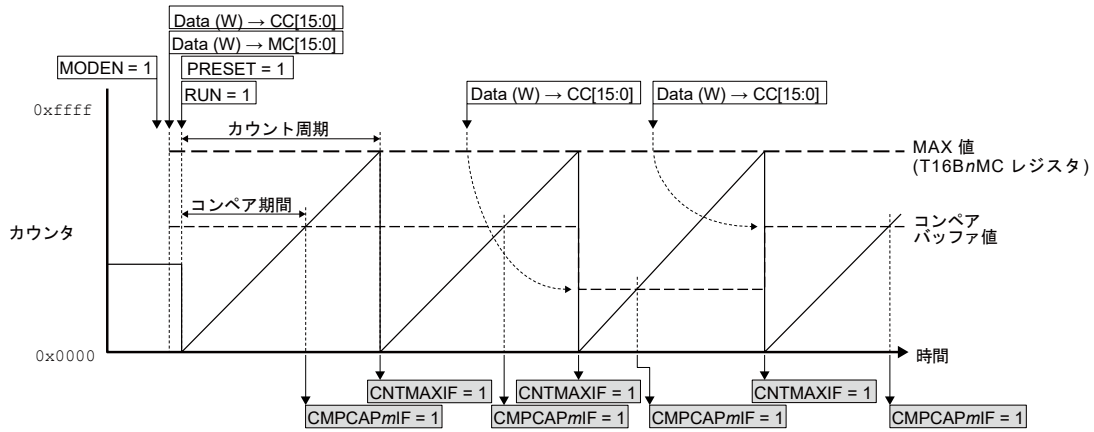 Data (W) → CC[15:0]
Data (W) → MC[15:0]
MODEN = 1
PRESET = 1
RUN = 1
Data (W) → CC[15:0]
Data (W) → CC[15:0]
0xffff
カウント周期
MAX 値
(T16BnMC レジスタ)
コンペア期間
コンペア
バッファ値
カウンタ
0x0000
時間
CNTMAXIF = 1
CNTMAXIF = 1
CNTMAXIF = 1
CMPCAPmIF = 1
CMPCAPmIF = 1
CMPCAPmIF = 1
CMPCAPmIF = 1